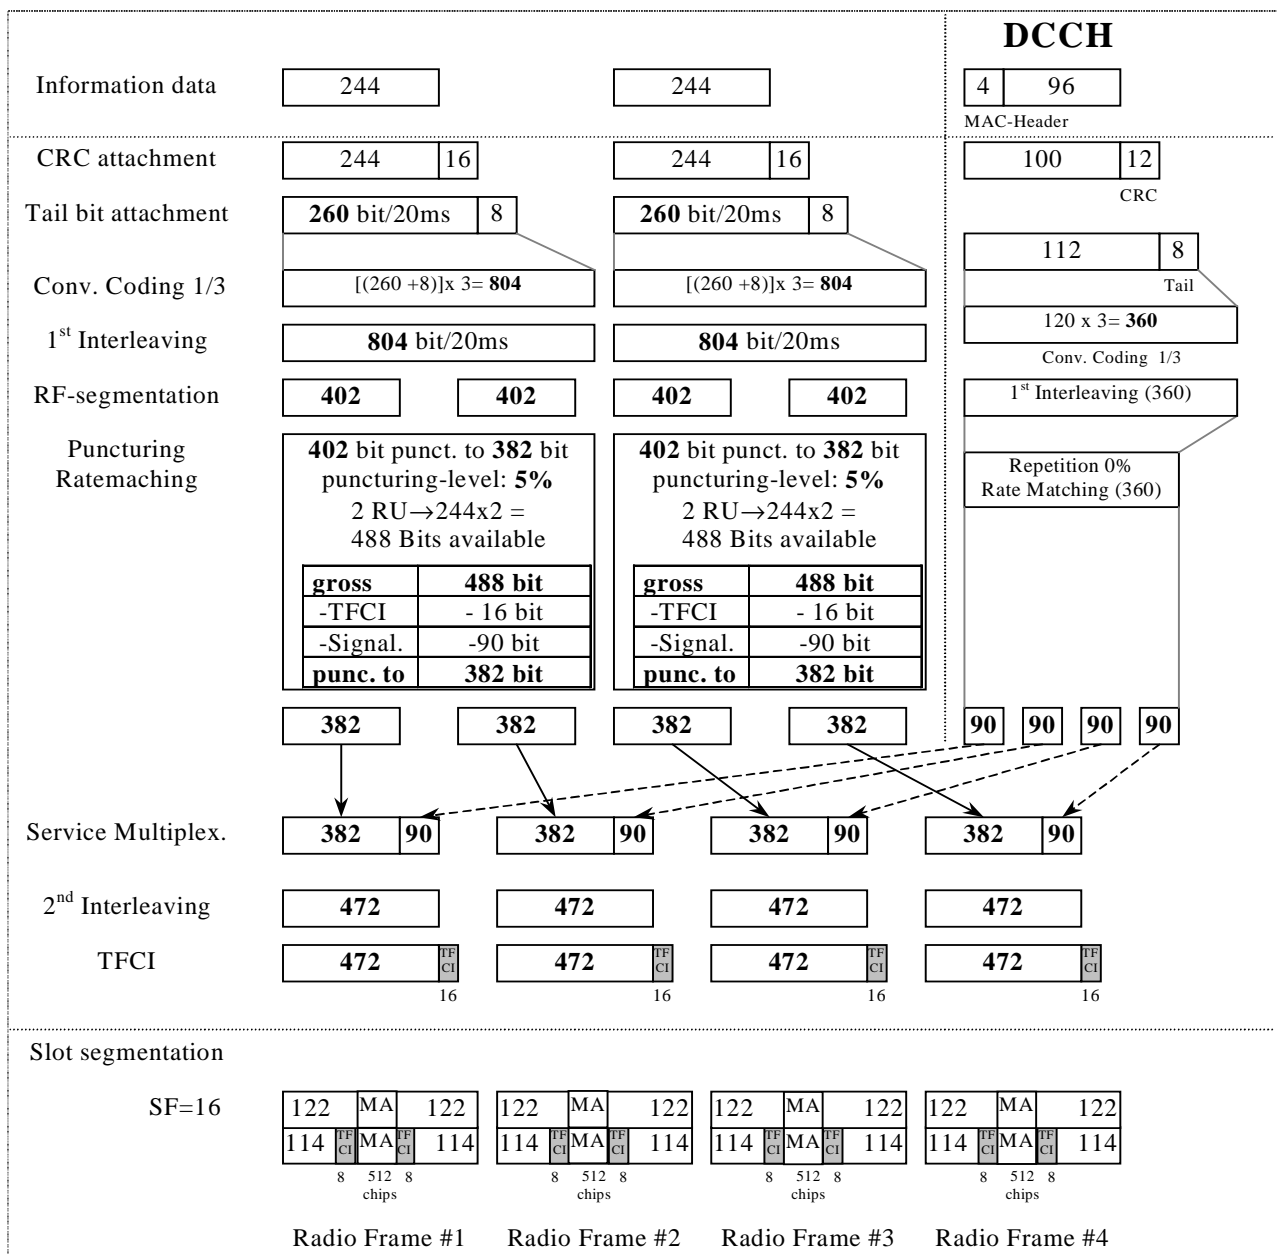 DCCH
Information data 244 244 4 96
MAC-Header
CRC attachment 244 16 244 16 100 12
CRC
Tail bit attachment 260 bit/20ms 8 260 bit/20ms 8
112 8
Tail
Conv. Coding 1/3 [(260 +8)]x 3= 804 [(260 +8)]x 3= 804
120 x 3= 360
Conv. Coding 1/3
1st Interleaving 804 bit/20ms 804 bit/20ms
RF-segmentation 402 402 402 402 1st Interleaving (360)
Puncturing 402 bit punct. to 382 bit 402 bit punct. to 382 bit
Ratemaching puncturing-level: 5% puncturing-level: 5%
Repetition 0%
Rate Matching (360)
2 RU→244x2 = 2 RU→244x2 =
488 Bits available 488 Bits available
gross 488 bit gross 488 bit
-TFCI - 16 bit -TFCI - 16 bit
-Signal. -90 bit -Signal. -90 bit
punc. to 382 bit punc. to 382 bit
382 382 382 382 90 90 90 90
Service Multiplex. 382 90 382 90 382 90 382 90
2nd Interleaving 472 472 472 472
TFCI 472 TF CI 472 TF CI 472 TF CI 472 TF CI
16 16 16 16
Slot segmentation
SF=16 122 MA 122 122 MA 122 122 MA 122 122 MA 122
114 TF CI MA TF CI 114 114 TF CI MA TF CI 114 114 TF CI MA TF CI 114 114 TF CI MA TF CI 114
8 512 8 8 512 8 8 512 8 8 512 8
chips chips chips chips
Radio Frame #1 Radio Frame #2 Radio Frame #3 Radio Frame #4